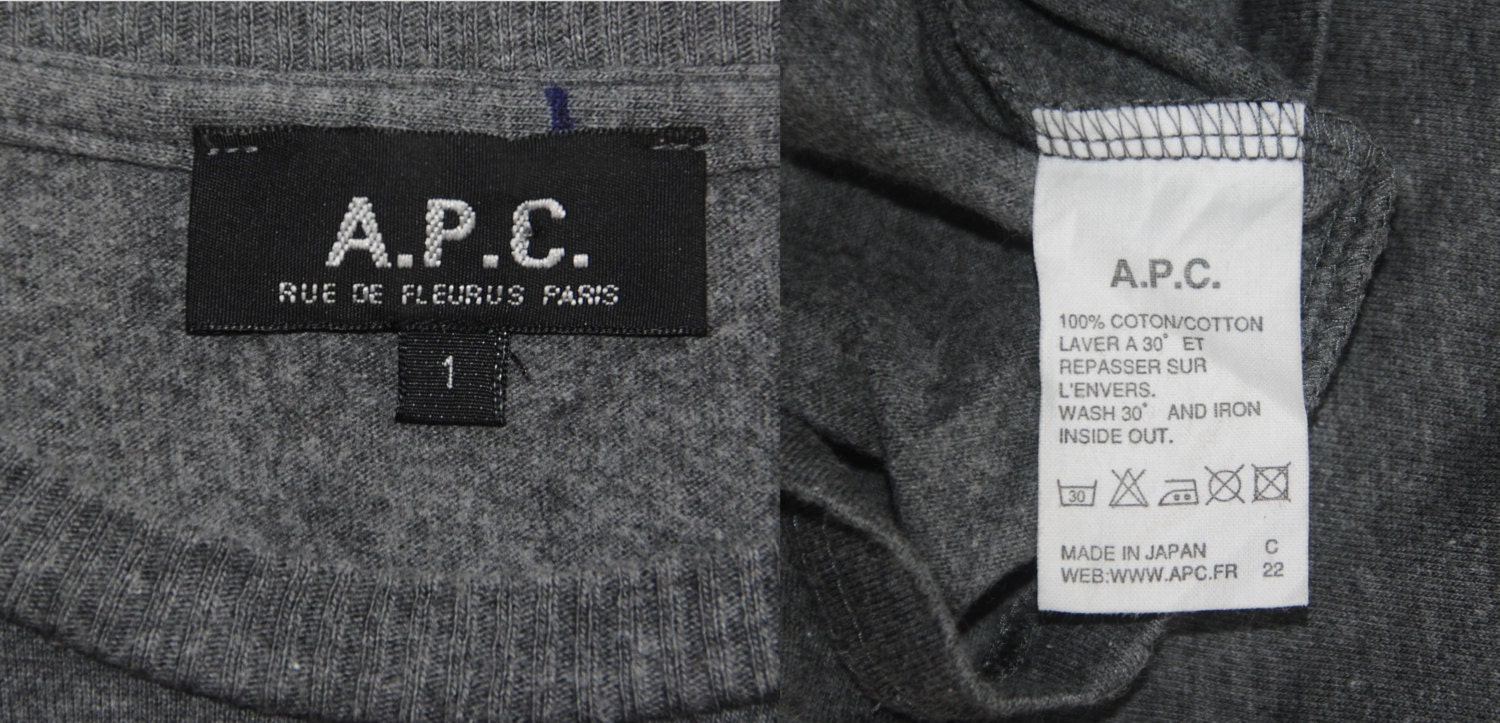 A.P.C.
RUE DE FLEURUS PARIS
1
A.P.C.
100% COTON/COTTON
LAVER A 30° ET
REPASSER SUR
L'ENVERS.
WASH 30° AND IRON
INSIDE OUT.
30
MADE IN JAPAN C
WEB:WWW.APC.FR 22